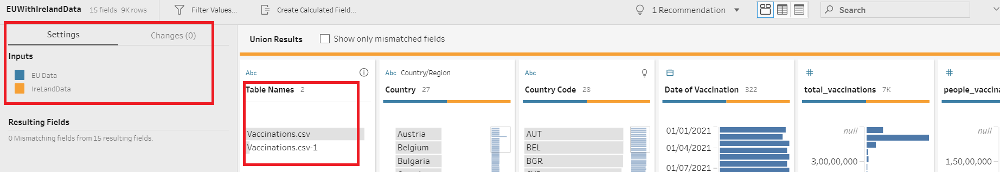 EUWithIrelandData 15 fields 9K rows Filter Values... Create Calculated Field... 1 Recommendation Search
Settings Changes (0)
Inputs
EU Data
IreLandData
Resulting Fields
0 Mismatching fields from 15 resulting fields.
Union Results Show only mismatched fields
Abc
Table Names 2
Vaccinations.csv
Vaccinations.csv-1
Abc Country/Region
Country 27
Austria
Belgium
Bulgaria
Abc
Country Code 28
AUT
BEL
BGR
Date of Vaccination 322
01/01/2021
01/04/2021
01/07/2021
#
total_vaccinations 7K
null
3,00,00,000
#
people_vaccina
null
1,50,00,000